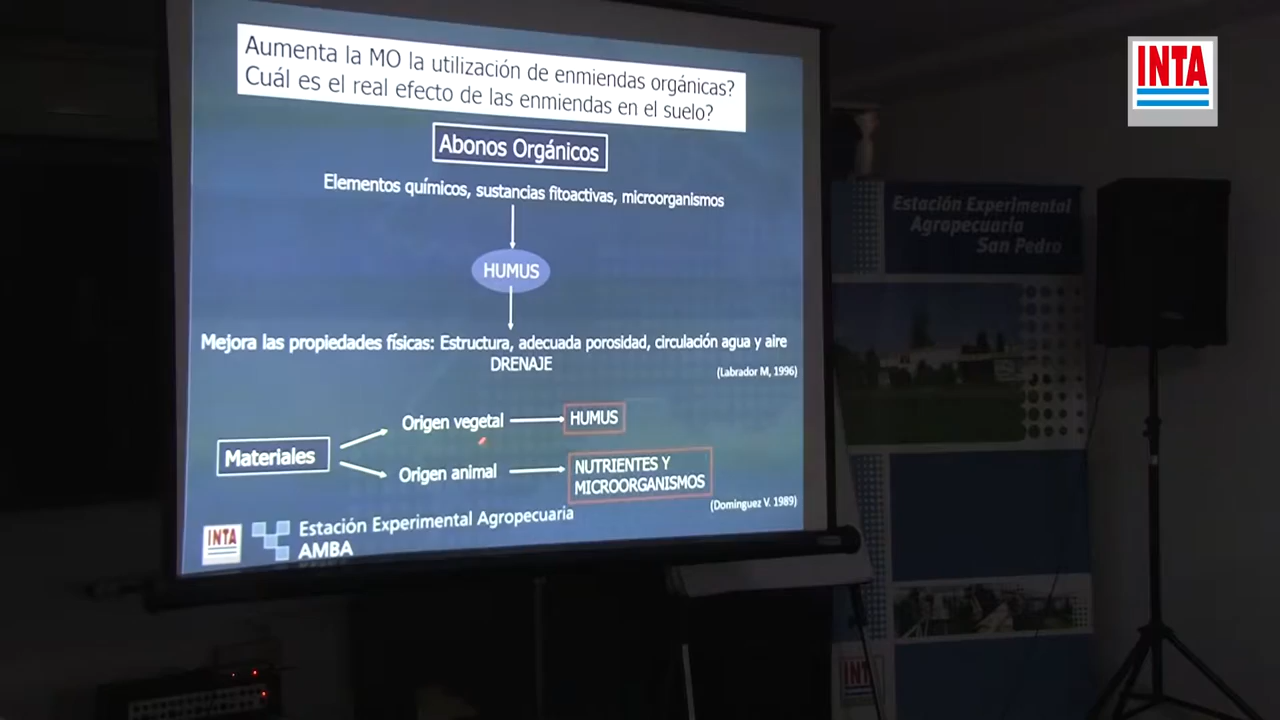 Aumenta la MO la utilización de enmiendas orgánicas?
Cuál es el real efecto de las enmiendas en el suelo?
Abonos Orgánicos
Elementos químicos, sustancias fitoactivas, microorganismos
HUMUS
Mejora las propiedades físicas: Estructura, adecuada porosidad, circulación agua y aire
DRENAJE
(Labrador M, 1996)
Materiales
Origen vegetal
HUMUS
Origen animal
NUTRIENTES Y
MICROORGANISMOS
(Dominguez V. 1989)
INTA
Estación Experimental Agropecuaria
AMBA
INTA
Estación Experimental
Agropecuaria
San Pedro
INTA